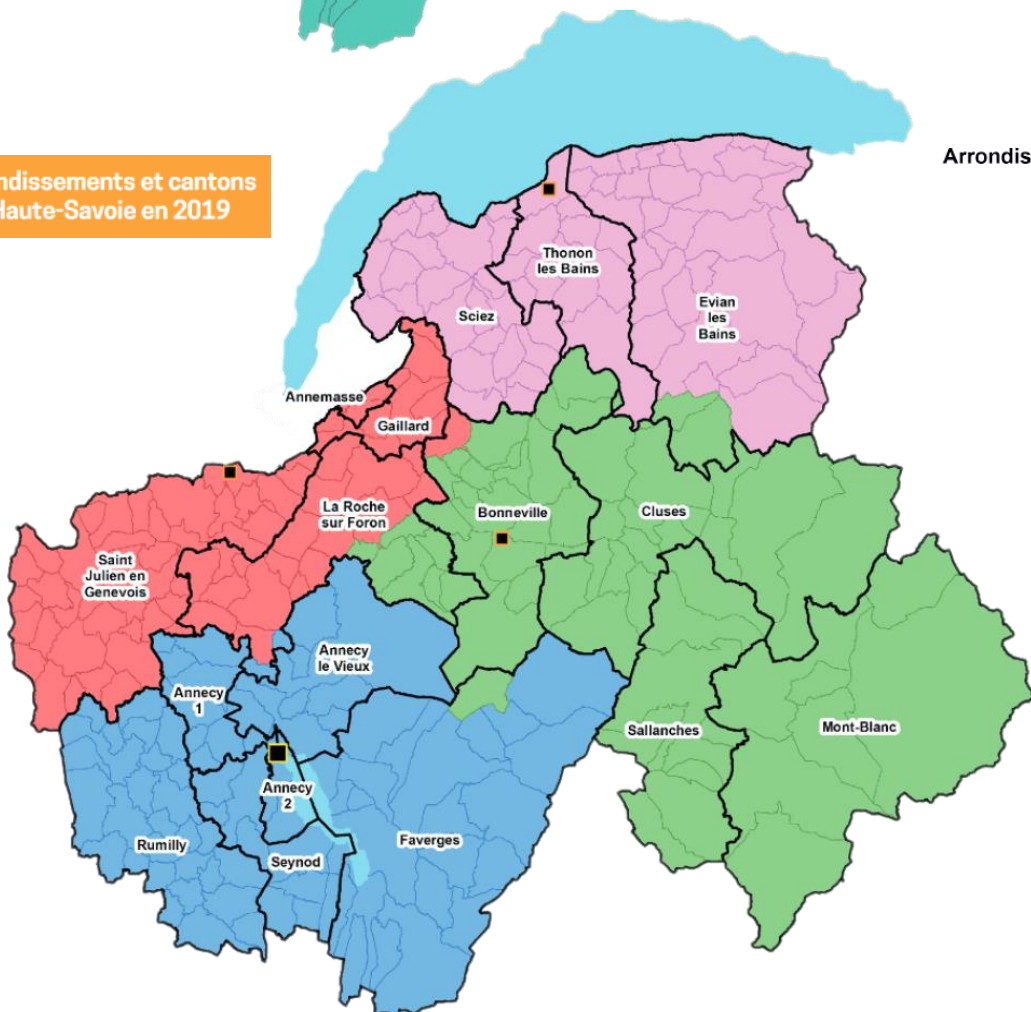 Arrondis
ndissements et cantons
Haute-Savoie en 2019
Thonon
les Bains
Evian
les
Bains
Sciez
Annemasse
Gaillard
La Roche
sur Foron
Bonneville
Cluses
Saint
Julien en
Genevois
Annecy
le Vieux
Annecy
1
Sallanches
Mont-Blanc
Annecy
2
Rumilly
Seynod
Faverges